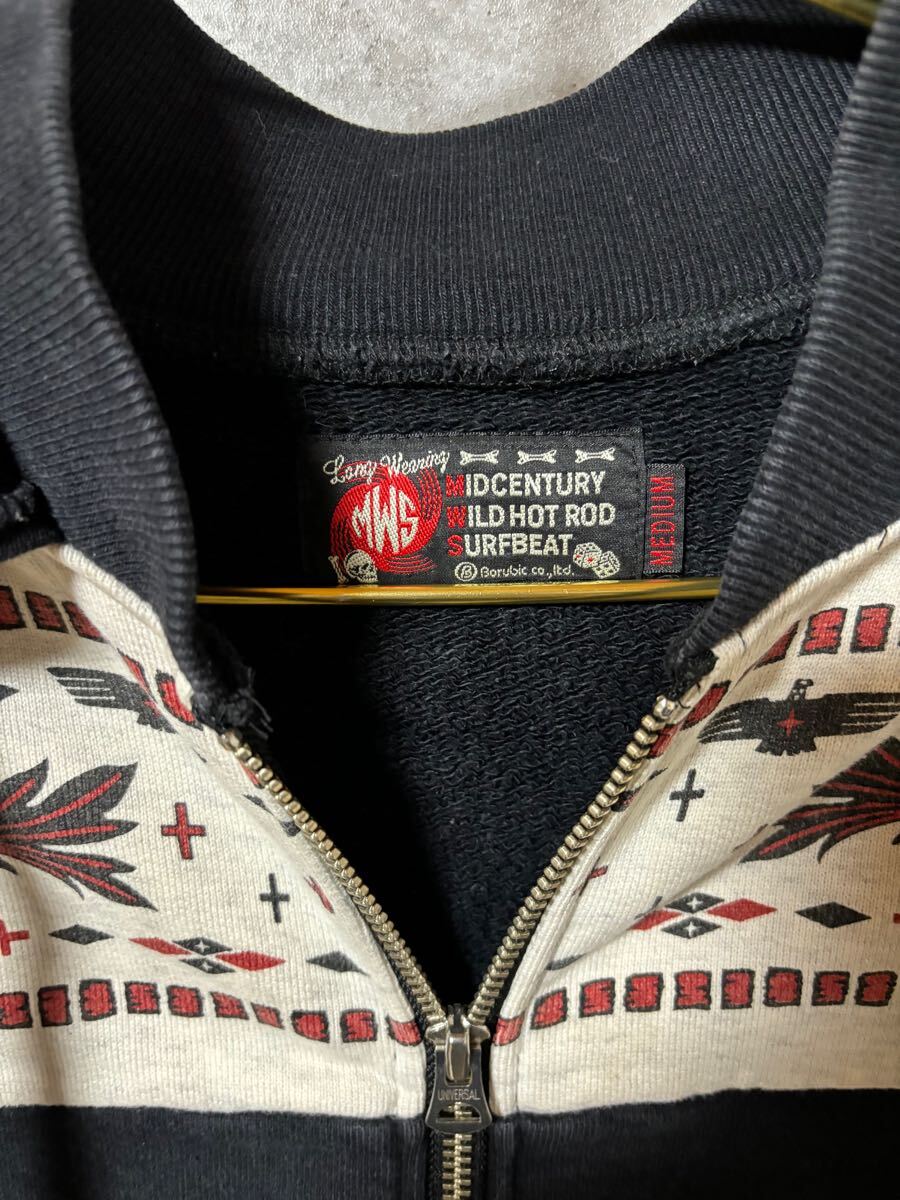 Long Wearing
MWS
MIDCENTURY
WILD HOT ROD
SURFBEAT
B Borubic co.,ltd.
MEDIUM
UNIVERSAL